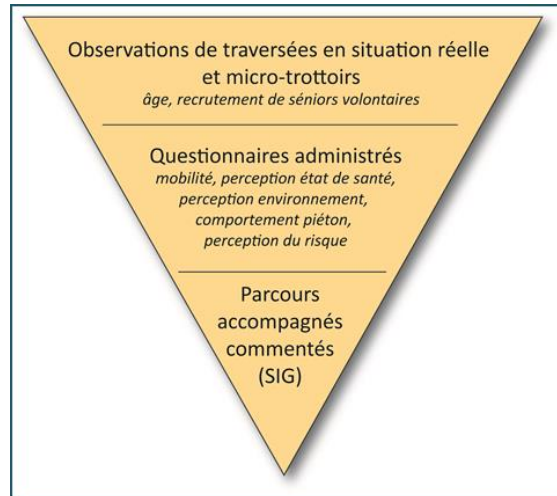 Observations de traversées en situation réelle
et micro-trottoirs
âge, recrutement de séniors volontaires
Questionnaires administrés
mobilité, perception état de santé,
perception environnement,
comportement piéton,
perception du risque
Parcours
accompagnés
commentés
(SIG)